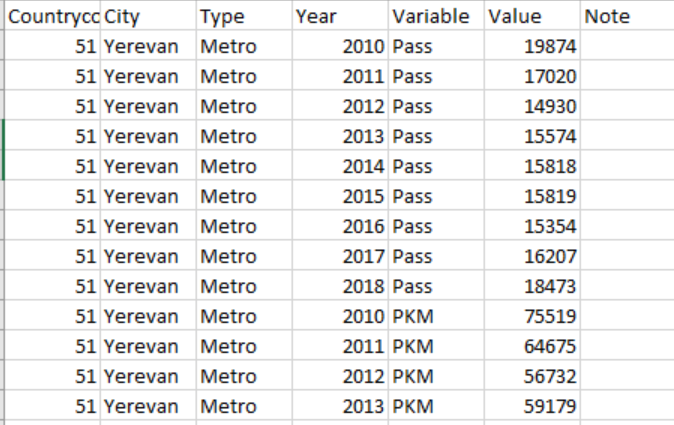 Countryco City Type Year Variable Value Note
51 Yerevan Metro 2010 Pass 19874
51 Yerevan Metro 2011 Pass 17020
51 Yerevan Metro 2012 Pass 14930
51 Yerevan Metro 2013 Pass 15574
51 Yerevan Metro 2014 Pass 15818
51 Yerevan Metro 2015 Pass 15819
51 Yerevan Metro 2016 Pass 15354
51 Yerevan Metro 2017 Pass 16207
51 Yerevan Metro 2018 Pass 18473
51 Yerevan Metro 2010 PKM 75519
51 Yerevan Metro 2011 PKM 64675
51 Yerevan Metro 2012 PKM 56732
51 Yerevan Metro 2013 PKM 59179